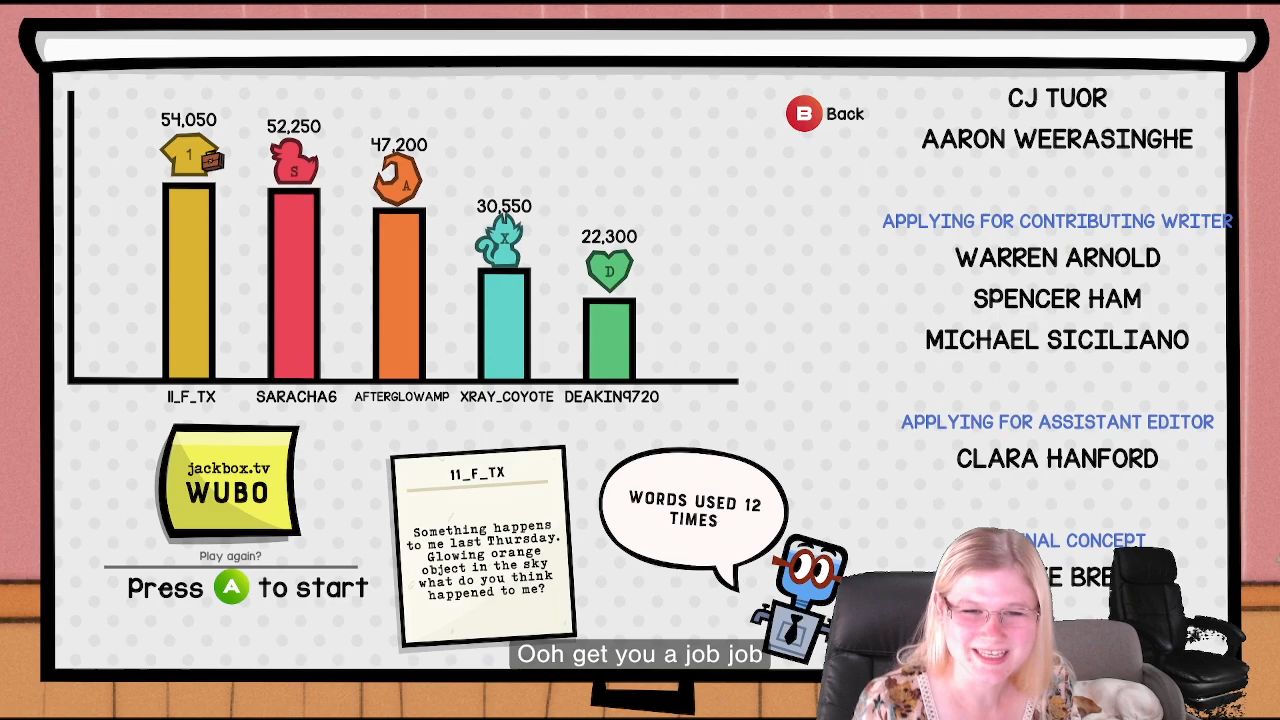 54,050
52,250
47,200
30,550
22,300
1
S
A
X
D
II_F_TX
SARACHA6
AFTERGLOWAMP
XRAY_COYOTE
DEAKIN9720
B Back
CJ TUOR
AARON WEERASINGHE
APPLYING FOR CONTRIBUTING WRITER
WARREN ARNOLD
SPENCER HAM
MICHAEL SICILIANO
APPLYING FOR ASSISTANT EDITOR
CLARA HANFORD
CONCEPT
jackbox.tv
WUBO
Play again?
Press A to start
11_F_TX
Something happens
to me last Thursday.
Glowing orange
object in the sky
what do you think
happened to me?
WORDS USED 12
TIMES
Ooh get you a job job